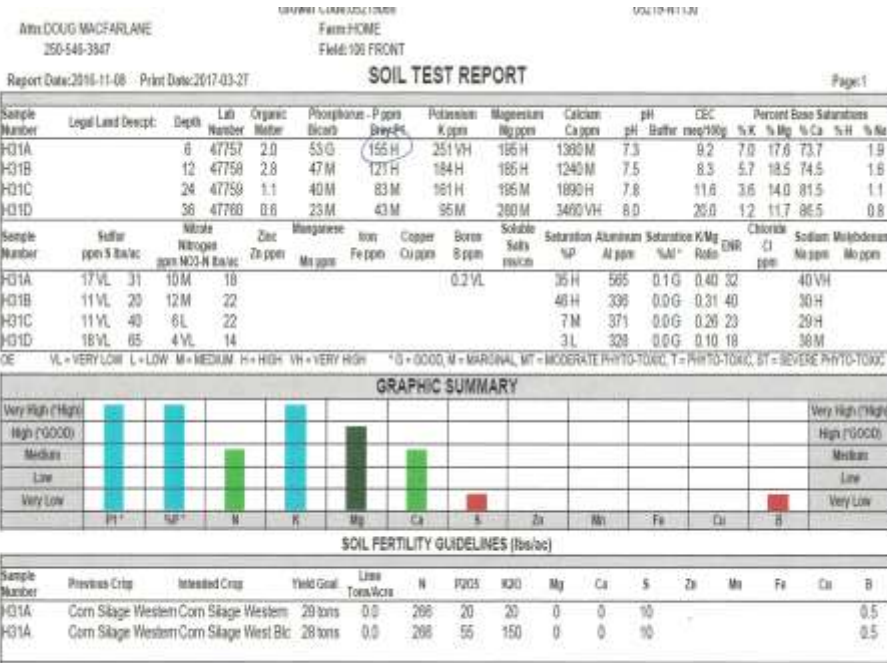 Attn:DOUG MACFARLANE Farm:HOME
250-546-3847 Field:106 FRONT
Report Date:2016-11-08 Print Date:2017-03-27 SOIL TEST REPORT Page:1
Sample Number Legal Land Descpt: Depth Lab Number Organic Matter Phosphorus - P ppm Bicarb Bray-P1 Potassium K ppm Magnesium Mg ppm Calcium Ca ppm pH pH Buffer CEC meq/100g Percent Base Saturations % K % Mg % Ca % H % Na
H31A 6 47757 2.0 53 G 155 H 251 VH 195 H 1360 M 7.3 9.2 7.0 17.6 73.7 1.9
H31B 12 47758 2.8 47 M 121 H 184 H 185 H 1240 M 7.5 8.3 5.7 18.5 74.5 1.6
H31C 24 47759 1.1 40 M 83 M 161 H 195 M 1890 H 7.8 11.6 3.6 14.0 81.5 1.1
H31D 36 47760 0.6 23 M 43 M 95 M 280 M 3460 VH 8.0 20.0 1.2 11.7 86.5 0.8
Sample Number Sulfur ppm S lbs/ac Nitrate Nitrogen ppm NO3-N lbs/ac Zinc Zn ppm Manganese Mn ppm Iron Fe ppm Copper Cu ppm Boron B ppm Soluble Salts ms/cm Saturation %P Aluminum Al ppm Saturation %Al * K/Mg Ratio ENR Chloride Cl ppm Sodium Na ppm Molybdenum Mo ppm
H31A 17 VL 31 10 M 18 0.2 VL 35 H 565 0.1 G 0.40 32 40 VH
H31B 11 VL 20 12 M 22 46 H 336 0.0 G 0.31 40 30 H
H31C 11 VL 40 6 L 22 7 M 371 0.0 G 0.26 23 29 H
H31D 18 VL 65 4 VL 14 3 L 328 0.0 G 0.10 18 38 M
OE VL = VERY LOW L = LOW M = MEDIUM H = HIGH VH = VERY HIGH * G = GOOD, M = MARGINAL, MT = MODERATE PHYTO-TOXIC, T = PHYTO-TOXIC, ST = SEVERE PHYTO-TOXIC
GRAPHIC SUMMARY
Very High (*High) Very High (*High)
High (*GOOD) High (*GOOD)
Medium Medium
Low Low
Very Low Very Low
P1 * %P * N K Mg Ca S Zn Mn Fe Cu B
SOIL FERTILITY GUIDELINES (lbs/ac)
Sample Number Previous Crop Intended Crop Yield Goal Lime Tons/Acre N P2O5 K2O Mg Ca S Zn Mn Fe Cu B
H31A Corn Silage Western Corn Silage Western 28 tons 0.0 266 20 20 0 0 10 0.5
H31A Corn Silage Western Corn Silage West Blc 28 tons 0.0 266 55 150 0 0 10 0.5